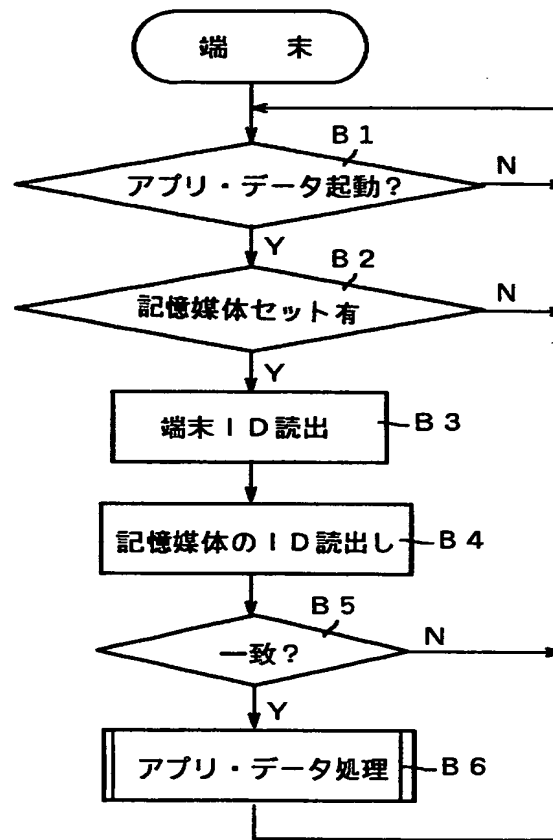 端 末
B1
アプリ・データ起動?
N
Y
B2
記憶媒体セット有
N
Y
端末ID読出
B3
記憶媒体のID読出し
B4
B5
一致?
N
Y
アプリ・データ処理
B6